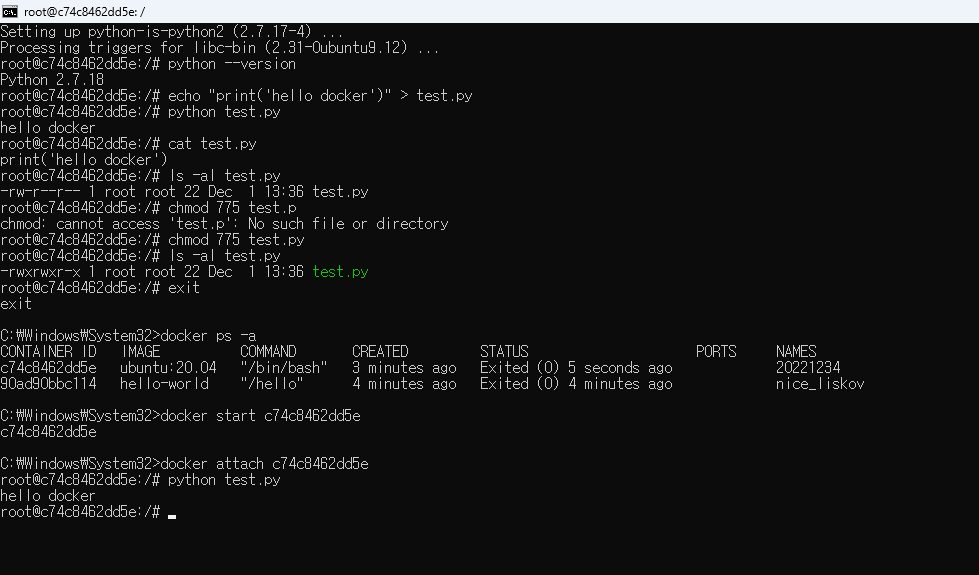 root@c74c8462dd5e: /
Setting up python-is-python2 (2.7.17-4) ...
Processing triggers for libc-bin (2.31-0ubuntu9.12) ...
root@c74c8462dd5e:/# python --version
Python 2.7.18
root@c74c8462dd5e:/# echo "print('hello docker')" > test.py
root@c74c8462dd5e:/# python test.py
hello docker
root@c74c8462dd5e:/# cat test.py
print('hello docker')
root@c74c8462dd5e:/# ls -al test.py
-rw-r--r-- 1 root root 22 Dec  1 13:36 test.py
root@c74c8462dd5e:/# chmod 775 test.p
chmod: cannot access 'test.p': No such file or directory
root@c74c8462dd5e:/# chmod 775 test.py
root@c74c8462dd5e:/# ls -al test.py
-rwxrwxr-x 1 root root 22 Dec  1 13:36 test.py
root@c74c8462dd5e:/# exit
exit
C:₩Windows₩System32>docker ps -a
CONTAINER ID   IMAGE          COMMAND       CREATED         STATUS                     PORTS     NAMES
c74c8462dd5e   ubuntu:20.04   "/bin/bash"   3 minutes ago   Exited (0) 5 seconds ago             20221234
90ad90bbc114   hello-world    "/hello"      4 minutes ago   Exited (0) 4 minutes ago             nice_liskov
C:₩Windows₩System32>docker start c74c8462dd5e
c74c8462dd5e
C:₩Windows₩System32>docker attach c74c8462dd5e
root@c74c8462dd5e:/# python test.py
hello docker
root@c74c8462dd5e:/#